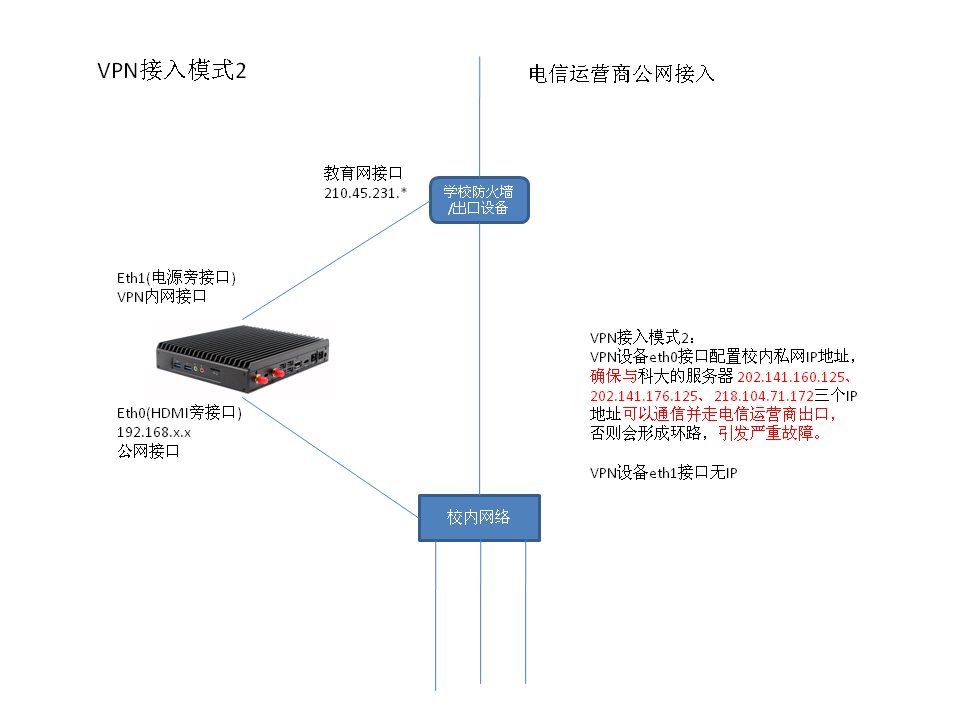 VPN接入模式2
电信运营商公网接入
教育网接口
210.45.231.*
学校防火墙
/出口设备
Eth1(电源旁接口)
VPN内网接口
Eth0(HDMI旁接口)
192.168.x.x
公网接口
VPN接入模式2：
VPN设备eth0接口配置校内私网IP地址，
确保与科大的服务器 202.141.160.125、
202.141.176.125、 218.104.71.172三个IP
地址可以通信并走电信运营商出口，
否则会形成环路，引发严重故障。
VPN设备eth1接口无IP
校内网络